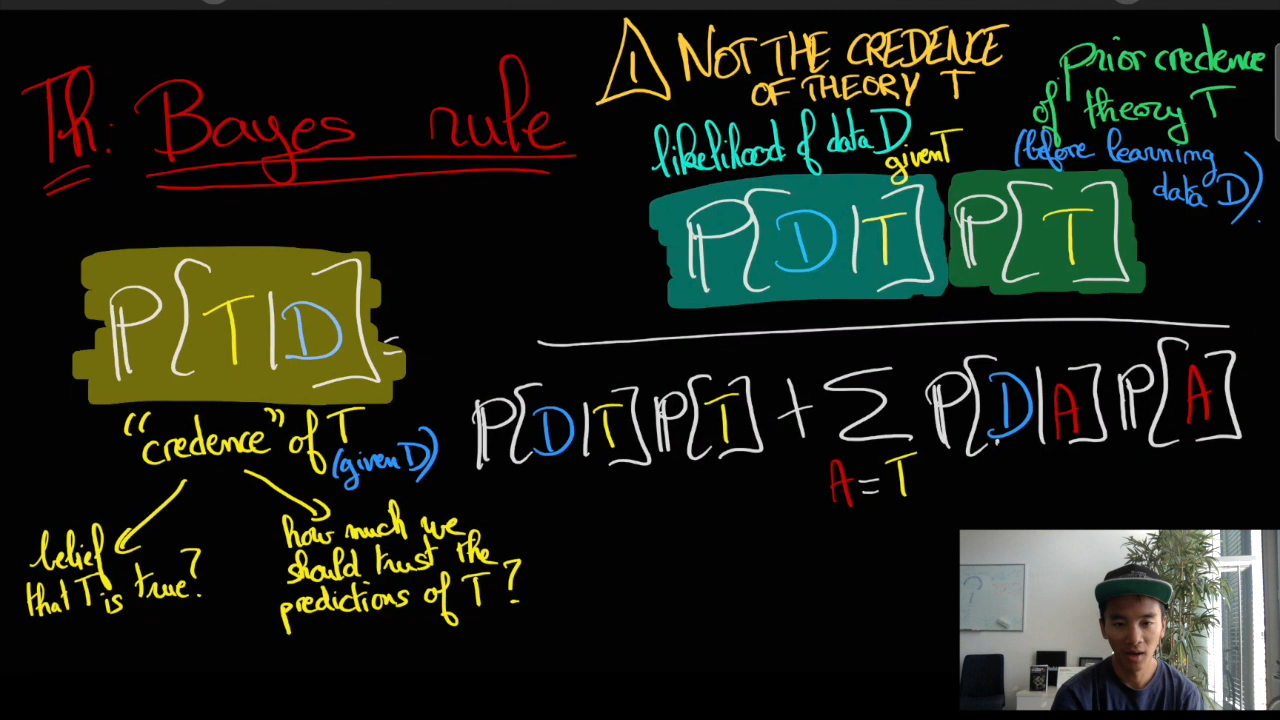 Th: Bayes rule
⚠ NOT THE CREDENCE
OF THEORY T
likelihood of data D
given T
prior credence
of theory T
(before learning
data D)
P[D|T] P[T]
P[T|D] =
P[D|T]P[T] + Σ P[D|A]P[A]
A=T
"credence" of T
(given D)
belief
that T is true?
how much we
should trust the
predictions of T?